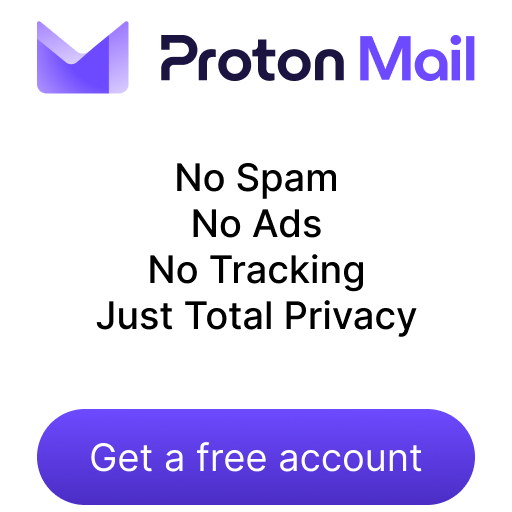 Proton Mail
No Spam
No Ads
No Tracking
Just Total Privacy
Get a free account